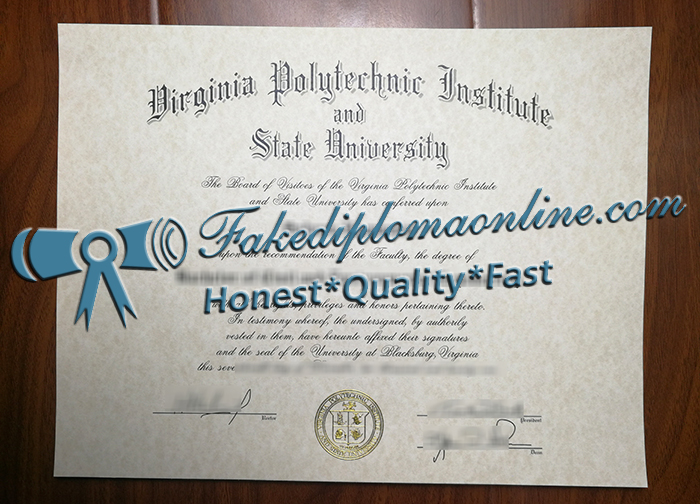 Virginia Polytechnic Institute
and
State University
The Board of Visitors of the Virginia Polytechnic Institute
and State University has conferred upon
Fakediplomaonline.com
upon the recommendation of the Faculty, the degree of
Honest*Quality*Fast
privileges and honors pertaining thereto.
In testimony whereof, the undersigned, by authority
vested in them, have hereunto affixed their signatures
and the seal of the University at Blacksburg, Virginia
this
Rector
President
Dean